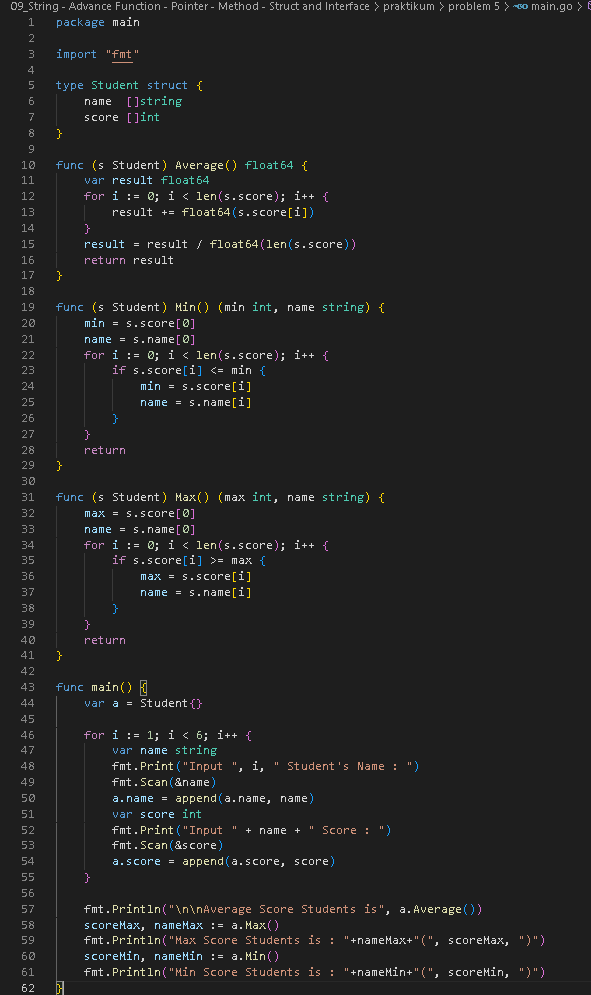 09_String - Advance Function - Pointer - Method - Struct and Interface > praktikum > problem 5 > main.go >
1 package main
2
3 import "fmt"
4
5 type Student struct {
6     name  []string
7     score []int
8 }
9
10 func (s Student) Average() float64 {
11     var result float64
12     for i := 0; i < len(s.score); i++ {
13         result += float64(s.score[i])
14     }
15     result = result / float64(len(s.score))
16     return result
17 }
18
19 func (s Student) Min() (min int, name string) {
20     min = s.score[0]
21     name = s.name[0]
22     for i := 0; i < len(s.score); i++ {
23         if s.score[i] <= min {
24             min = s.score[i]
25             name = s.name[i]
26         }
27     }
28     return
29 }
30
31 func (s Student) Max() (max int, name string) {
32     max = s.score[0]
33     name = s.name[0]
34     for i := 0; i < len(s.score); i++ {
35         if s.score[i] >= max {
36             max = s.score[i]
37             name = s.name[i]
38         }
39     }
40     return
41 }
42
43 func main() {
44     var a = Student{}
45
46     for i := 1; i < 6; i++ {
47         var name string
48         fmt.Print("Input ", i, " Student's Name : ")
49         fmt.Scan(&name)
50         a.name = append(a.name, name)
51         var score int
52         fmt.Print("Input " + name + " Score : ")
53         fmt.Scan(&score)
54         a.score = append(a.score, score)
55     }
56
57     fmt.Println("\n\nAverage Score Students is", a.Average())
58     scoreMax, nameMax := a.Max()
59     fmt.Println("Max Score Students is : "+nameMax+"(", scoreMax, ")")
60     scoreMin, nameMin := a.Min()
61     fmt.Println("Min Score Students is : "+nameMin+"(", scoreMin, ")")
62 }